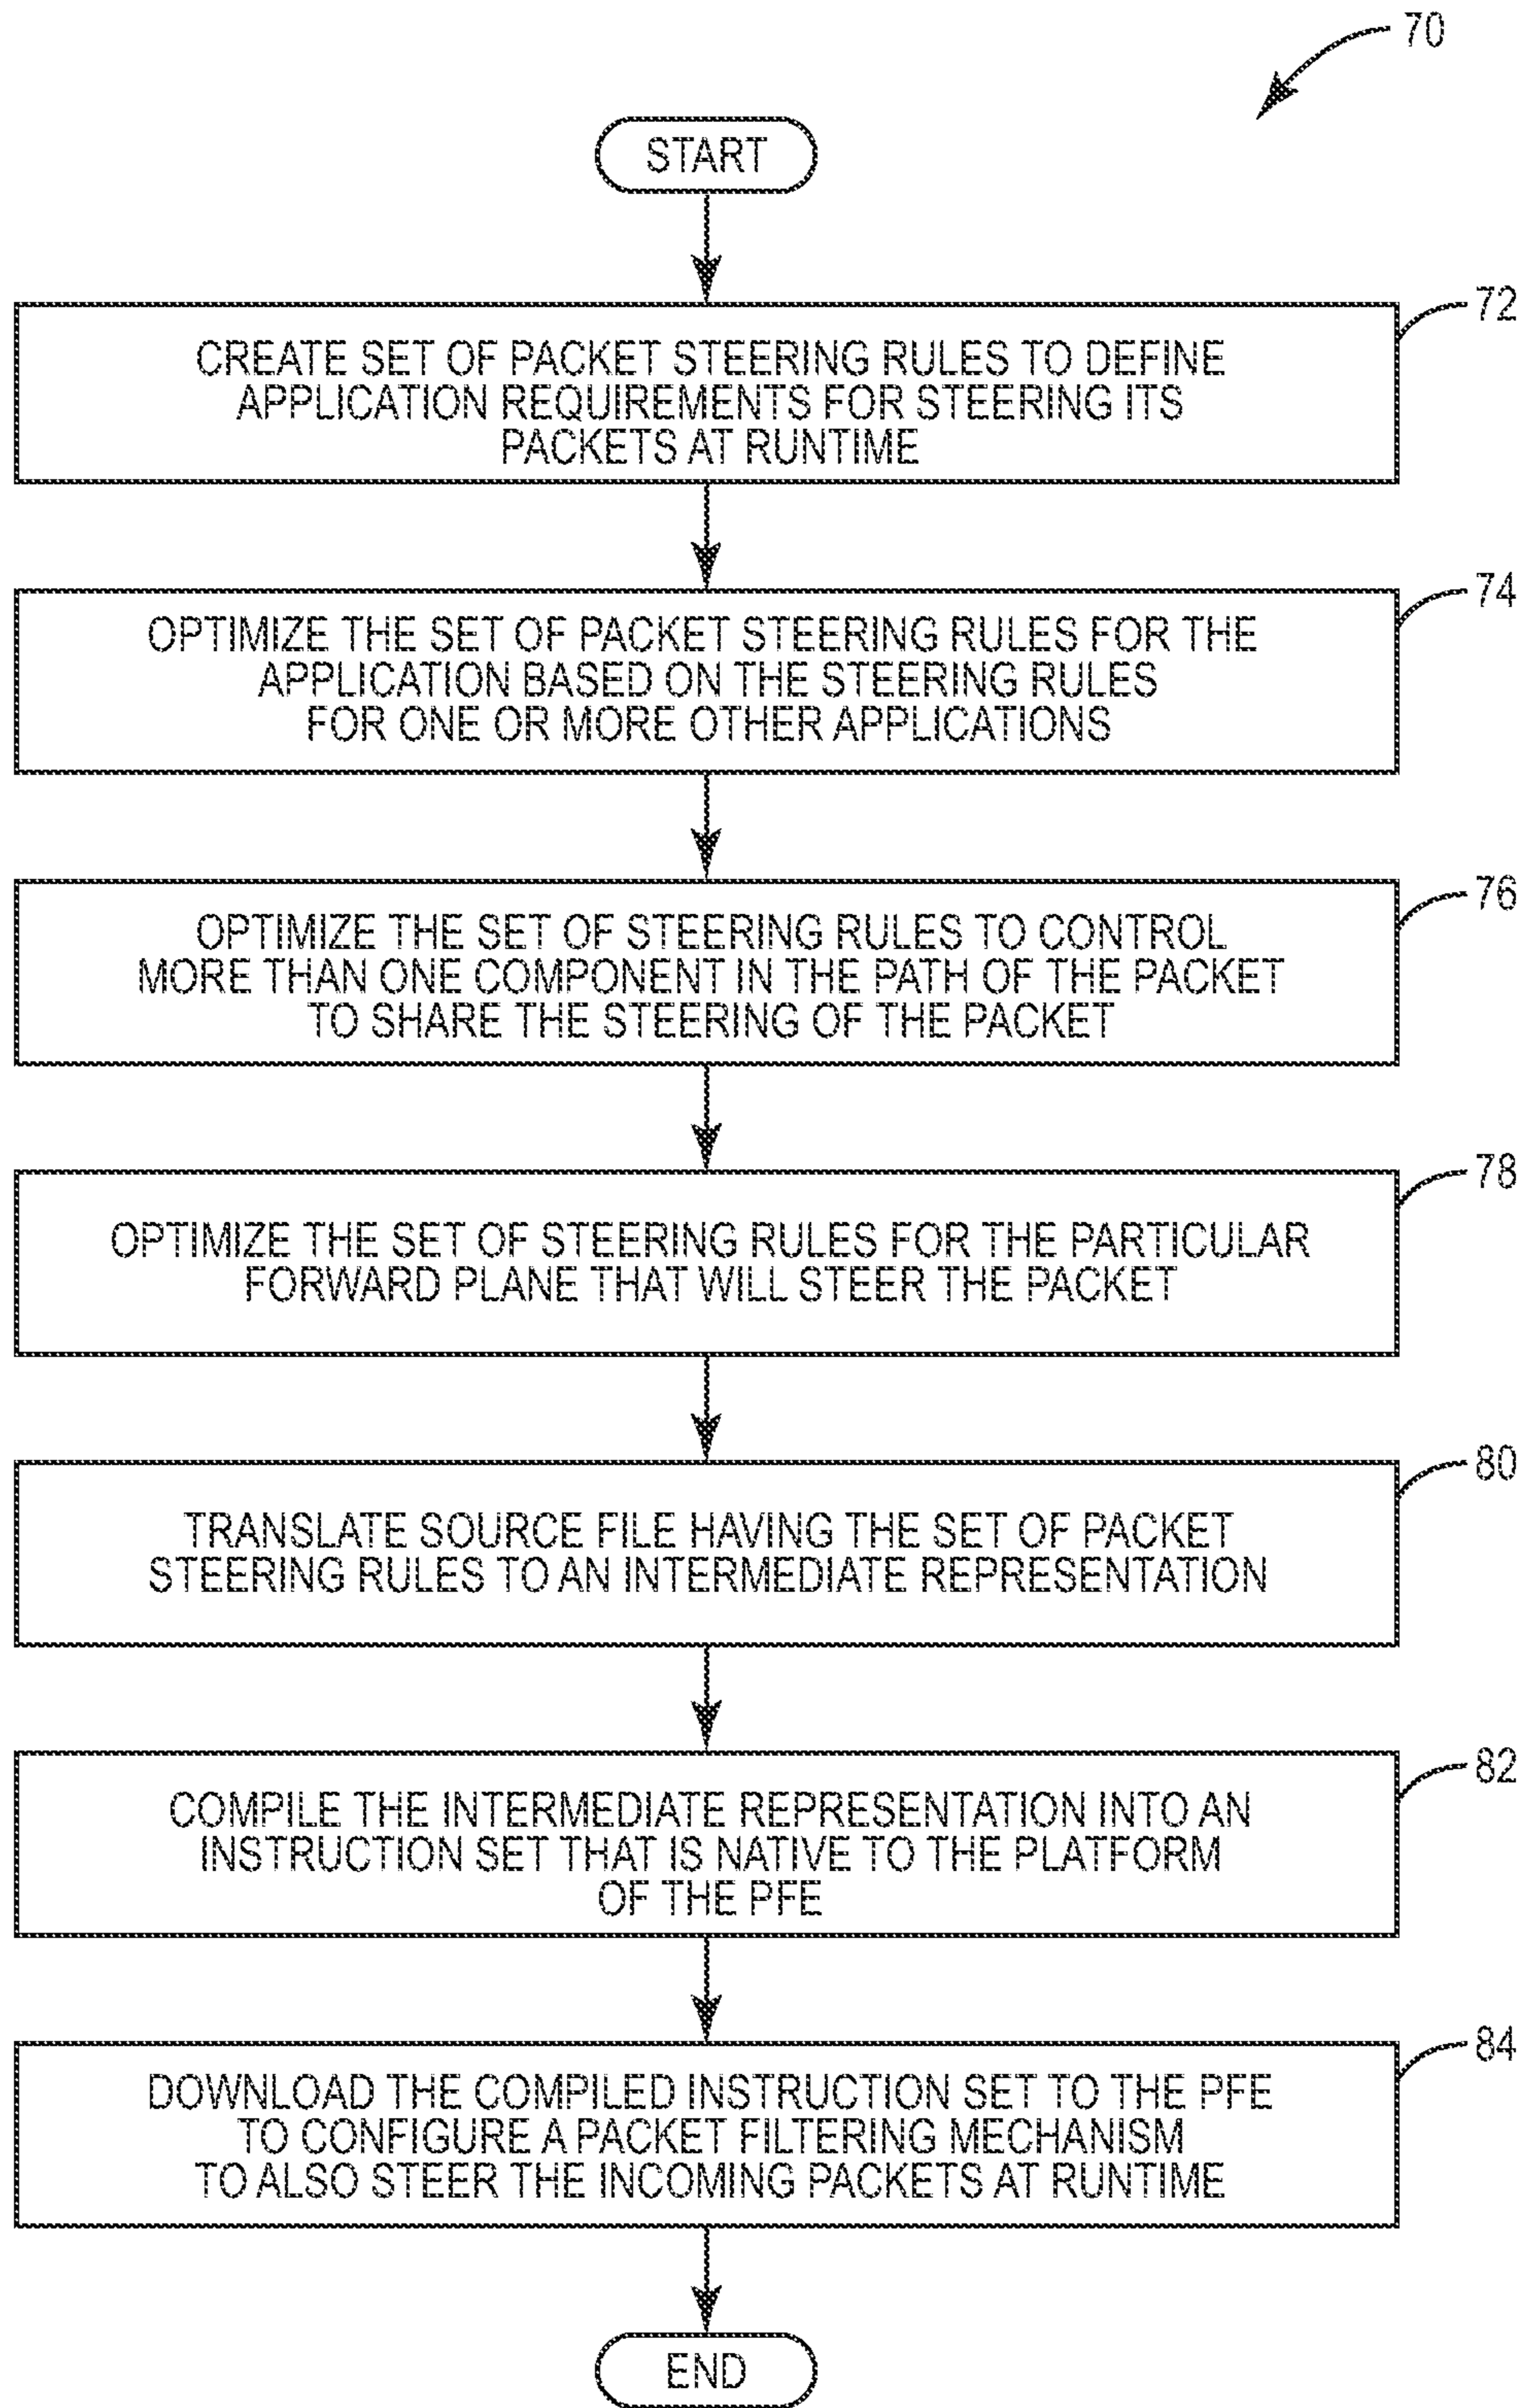 70
START
72
CREATE SET OF PACKET STEERING RULES TO DEFINE
APPLICATION REQUIREMENTS FOR STEERING ITS
PACKETS AT RUNTIME
74
OPTIMIZE THE SET OF PACKET STEERING RULES FOR THE
APPLICATION BASED ON THE STEERING RULES
FOR ONE OR MORE OTHER APPLICATIONS
76
OPTIMIZE THE SET OF STEERING RULES TO CONTROL
MORE THAN ONE COMPONENT IN THE PATH OF THE PACKET
TO SHARE THE STEERING OF THE PACKET
78
OPTIMIZE THE SET OF STEERING RULES FOR THE PARTICULAR
FORWARD PLANE THAT WILL STEER THE PACKET
80
TRANSLATE SOURCE FILE HAVING THE SET OF PACKET
STEERING RULES TO AN INTERMEDIATE REPRESENTATION
82
COMPILE THE INTERMEDIATE REPRESENTATION INTO AN
INSTRUCTION SET THAT IS NATIVE TO THE PLATFORM
OF THE PFE
84
DOWNLOAD THE COMPILED INSTRUCTION SET TO THE PFE
TO CONFIGURE A PACKET FILTERING MECHANISM
TO ALSO STEER THE INCOMING PACKETS AT RUNTIME
END